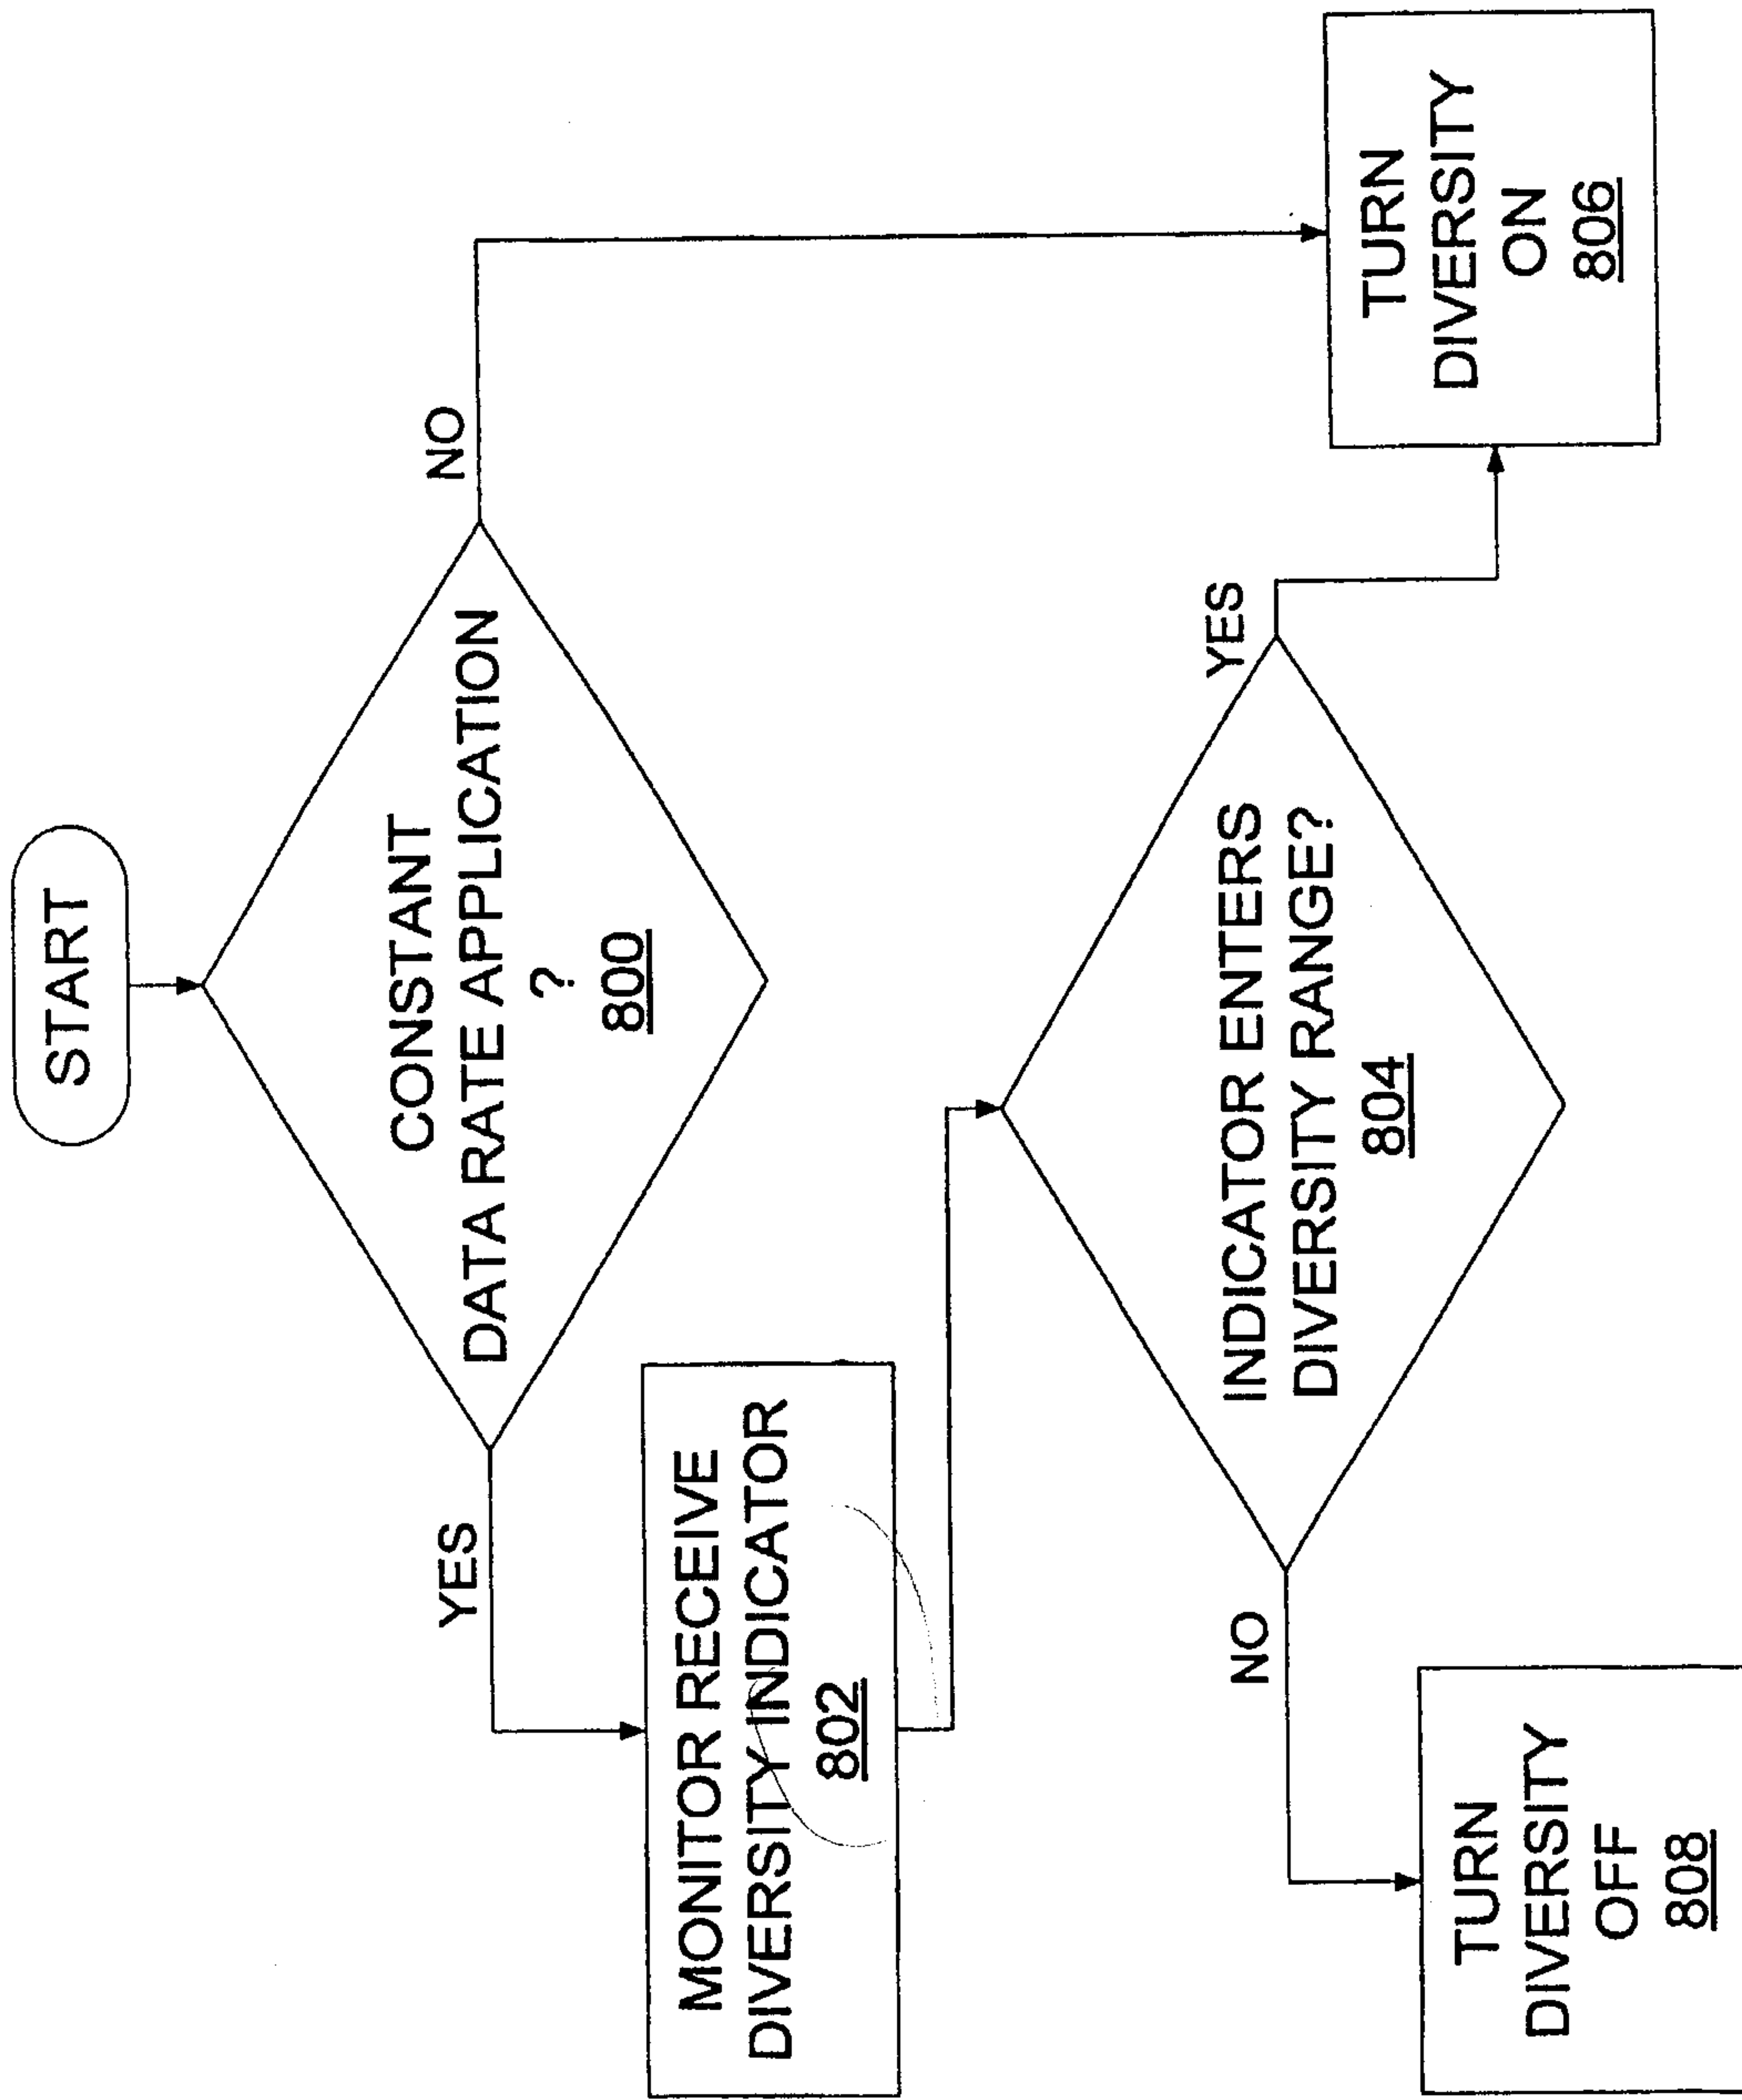 START
CONSTANT
DATA RATE APPLICATION
?
800
YES
NO
MONITOR RECEIVE
DIVERSITY INDICATOR
802
INDICATOR ENTERS
DIVERSITY RANGE?
804
NO
YES
TURN
DIVERSITY
OFF
808
TURN
DIVERSITY
ON
806